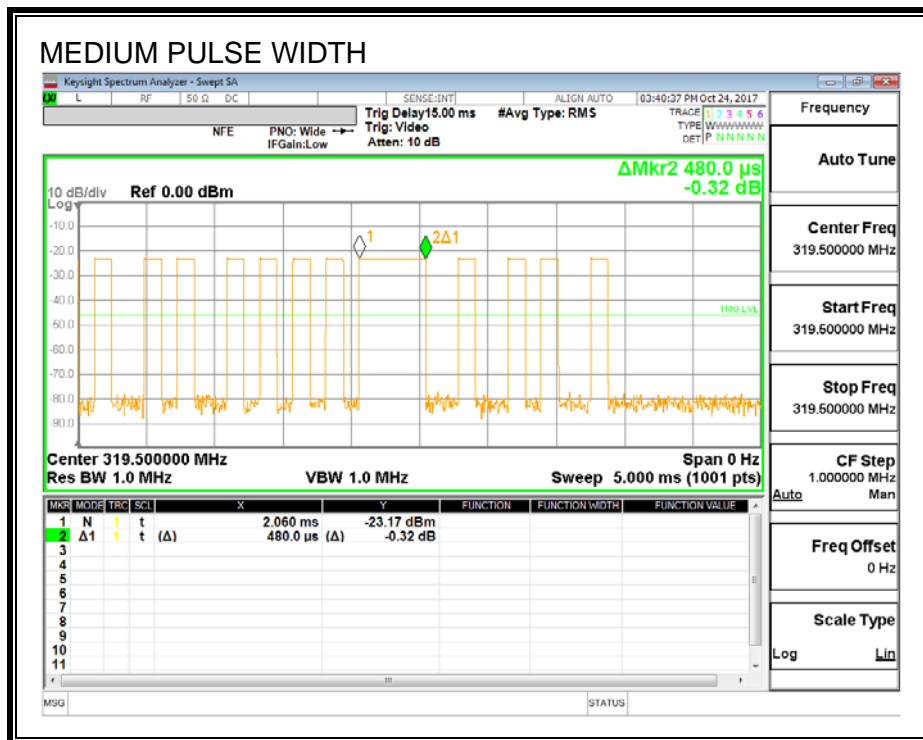 MEDIUM PULSE WIDTH
Keysight Spectrum Analyzer - Swept SA
LXI L RF 50 Ω DC SENSE:INT ALIGN AUTO 03:40:37 PM Oct 24, 2017
Trig Delay15.00 ms #Avg Type: RMS TRACE 1 2 3 4 5 6
NFE PNO: Wide Trig: Video TYPE WWWWWW
IFGain:Low Atten: 10 dB DET P N N N N N
ΔMkr2 480.0 µs
-0.32 dB
10 dB/div Ref 0.00 dBm
Log
-10.0
-20.0
-30.0
-40.0
-50.0
-60.0
-70.0
-80.0
-90.0
1
2Δ1
TRIG LVL
Center 319.500000 MHz Span 0 Hz
Res BW 1.0 MHz VBW 1.0 MHz Sweep 5.000 ms (1001 pts)
MKR MODE TRC SCL X Y FUNCTION FUNCTION WIDTH FUNCTION VALUE
1 N 1 t 2.060 ms -23.17 dBm
2 Δ1 1 t (Δ) 480.0 µs (Δ) -0.32 dB
3
4
5
6
7
8
9
10
11
MSG STATUS
Frequency
Auto Tune
Center Freq
319.500000 MHz
Start Freq
319.500000 MHz
Stop Freq
319.500000 MHz
CF Step
1.000000 MHz
Auto Man
Freq Offset
0 Hz
Scale Type
Log Lin